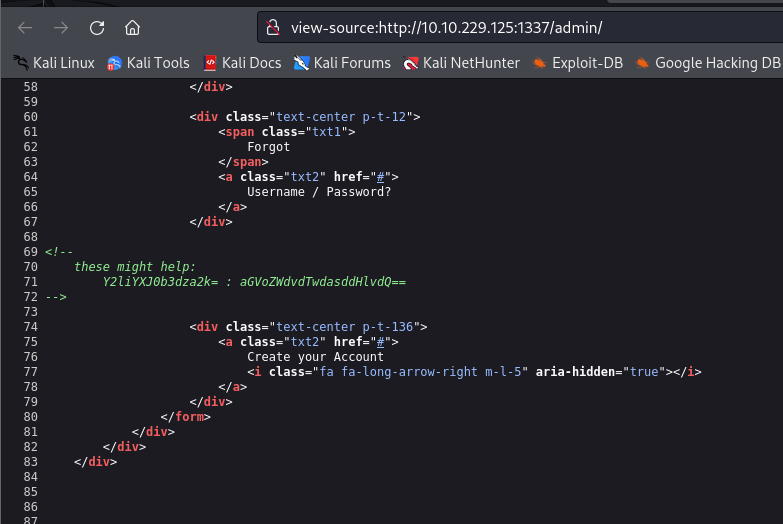 view-source:http://10.10.229.125:1337/admin/
Kali Linux Kali Tools Kali Docs Kali Forums Kali NetHunter Exploit-DB Google Hacking DB
58 </div>
59
60 <div class="text-center p-t-12">
61 <span class="txt1">
62 Forgot
63 </span>
64 <a class="txt2" href="#">
65 Username / Password?
66 </a>
67 </div>
68
69 <!--
70 these might help:
71 Y2liYXJ0b3dza2k= : aGVoZWdvdTwdasddHlvdQ==
72 -->
73
74 <div class="text-center p-t-136">
75 <a class="txt2" href="#">
76 Create your Account
77 <i class="fa fa-long-arrow-right m-l-5" aria-hidden="true"></i>
78 </a>
79 </div>
80 </form>
81 </div>
82 </div>
83 </div>
84
85
86
87